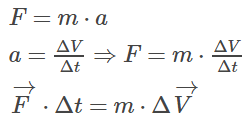 F = m · a
a = ΔV/Δt ⇒ F = m · ΔV/Δt
F⃗ · Δt = m · ΔV⃗